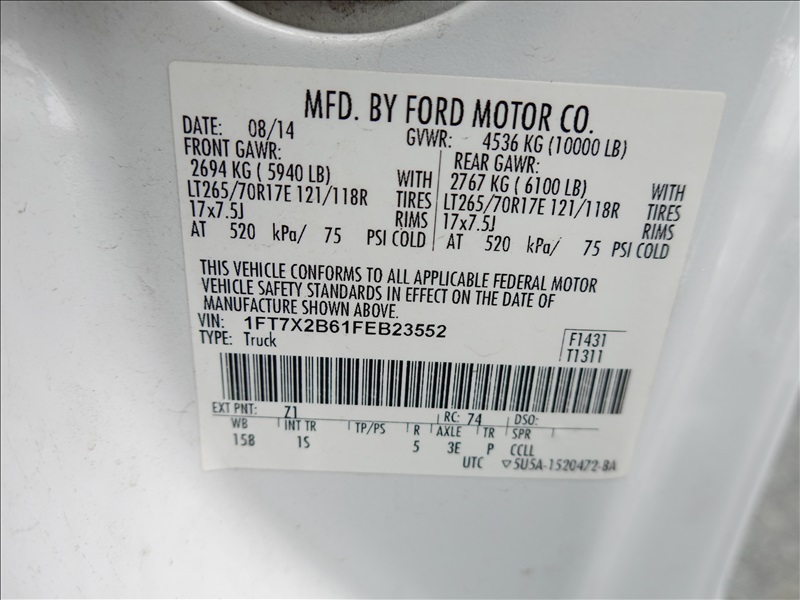 MFD. BY FORD MOTOR CO.
DATE: 08/14 GVWR: 4536 KG (10000 LB)
FRONT GAWR: REAR GAWR:
2694 KG ( 5940 LB) WITH 2767 KG ( 6100 LB) WITH
LT265/70R17E 121/118R TIRES LT265/70R17E 121/118R TIRES
17x7.5J RIMS 17x7.5J RIMS
AT 520 kPa/ 75 PSI COLD AT 520 kPa/ 75 PSI COLD
THIS VEHICLE CONFORMS TO ALL APPLICABLE FEDERAL MOTOR
VEHICLE SAFETY STANDARDS IN EFFECT ON THE DATE OF
MANUFACTURE SHOWN ABOVE.
VIN: 1FT7X2B61FEB23552
TYPE: Truck
F1431
T1311
EXT PNT: Z1 RC: 74 DSO:
WB INT TR TP/PS R AXLE TR SPR
158 1S 5 3E P CCLL
UTC ▽5U5A-1520472-BA